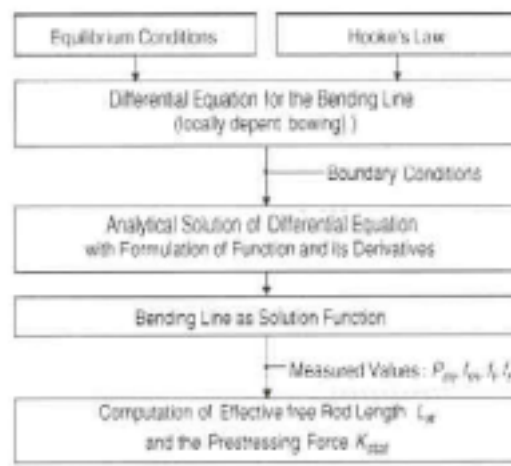 Equilibrium Conditions
Hooke's Law
Differential Equation for the Bending Line
(locally depent bowing) )
Boundary Conditions
Analytical Solution of Differential Equation
with Formulation of Function and its Derivatives
Bending Line as Solution Function
Measured Values:
Computation of Effective free Rod Length
and the Prestressing Force K